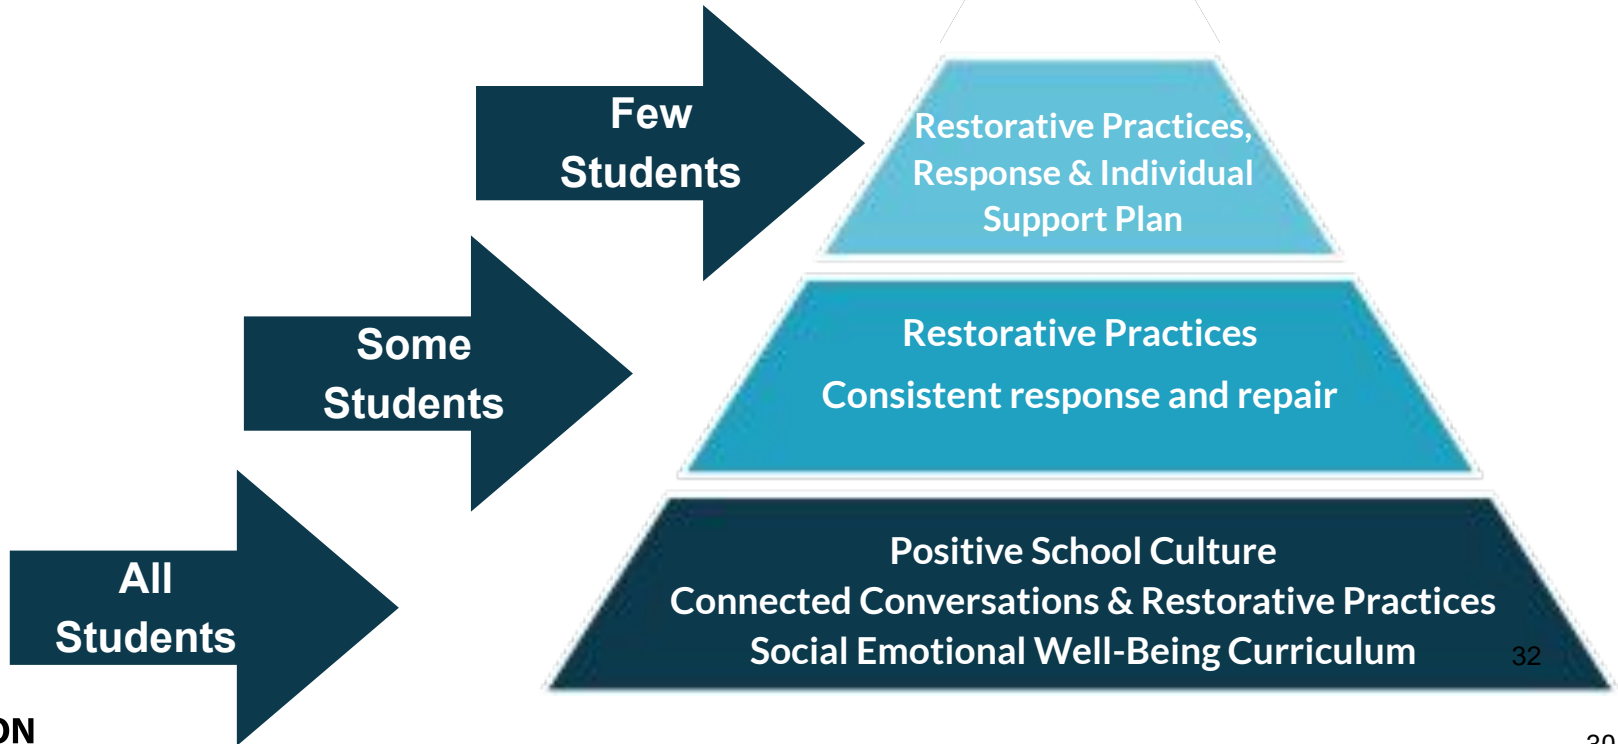 Few
Students
Restorative Practices,
Response & Individual
Support Plan
Some
Students
Restorative Practices
Consistent response and repair
All
Students
Positive School Culture
Connected Conversations & Restorative Practices
Social Emotional Well-Being Curriculum
32
ON